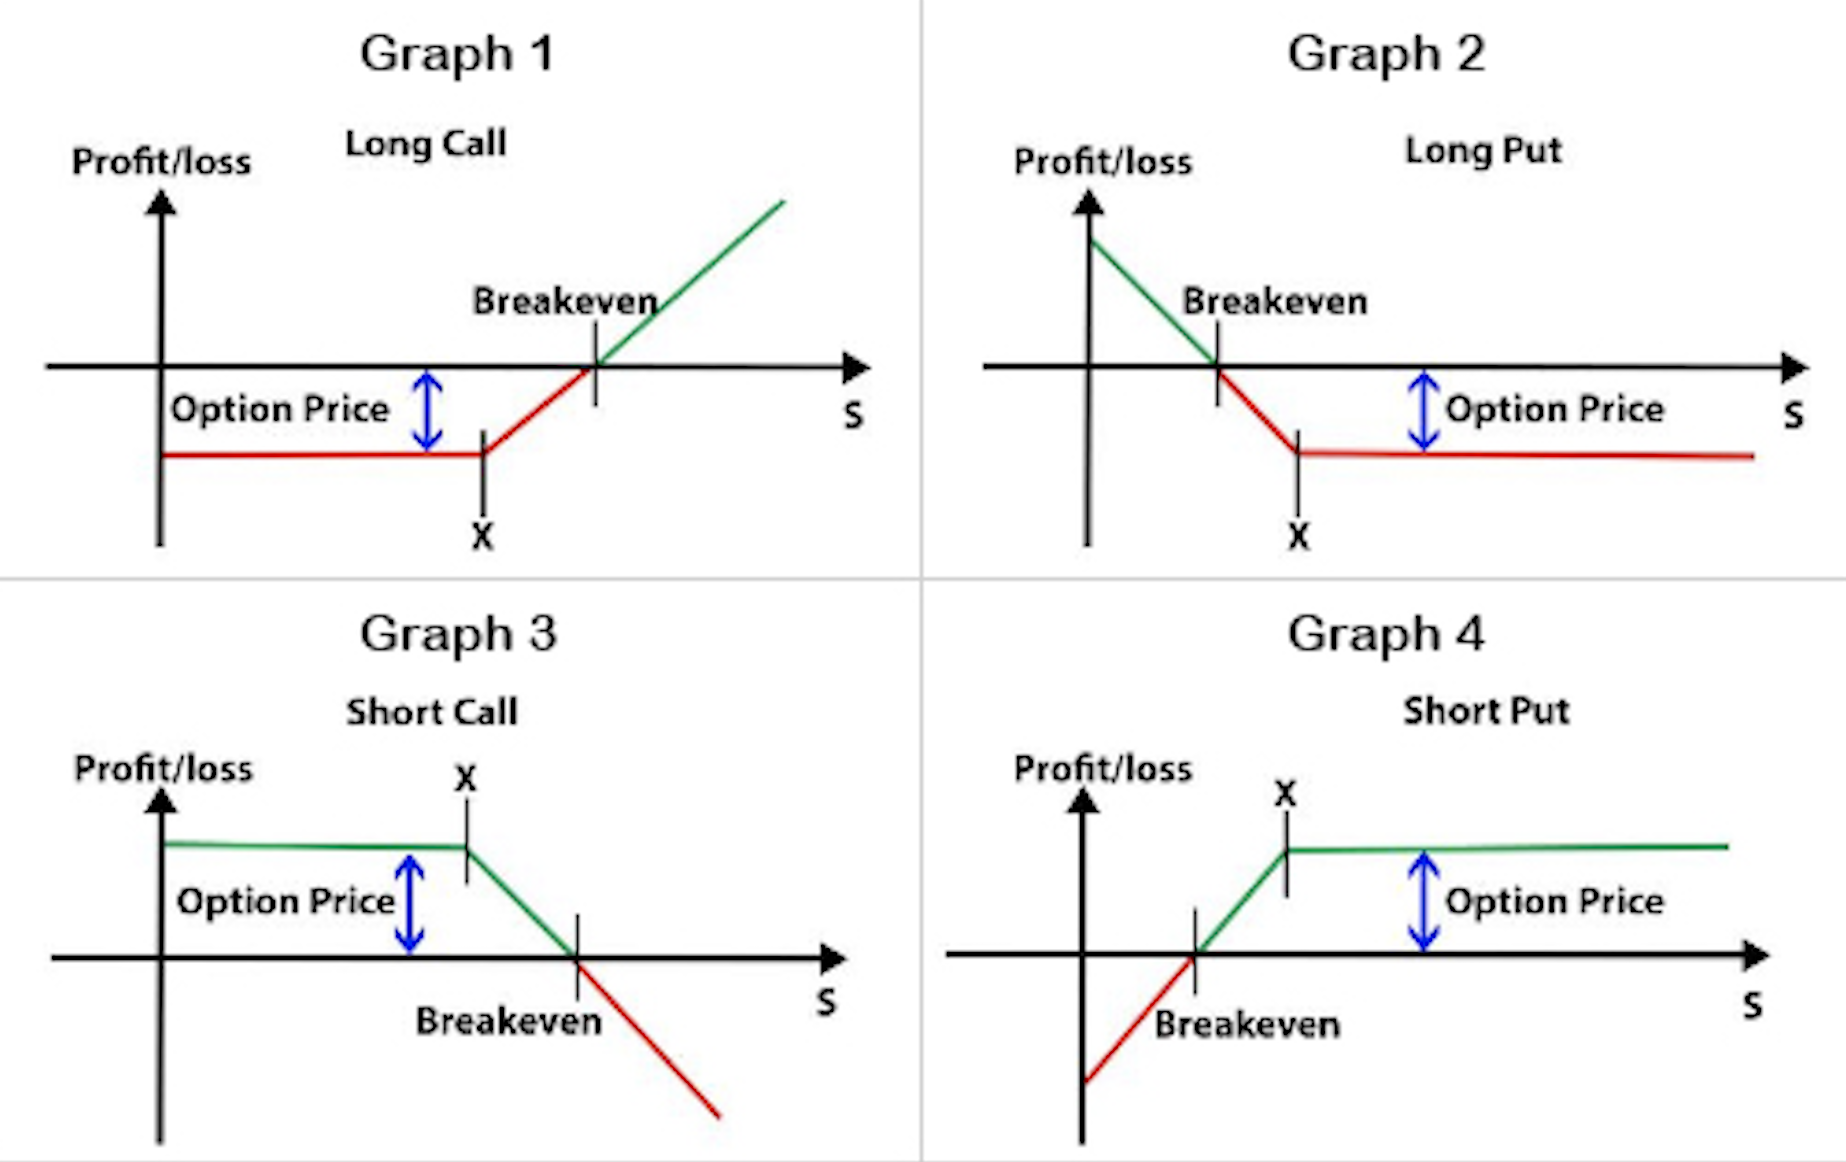 Graph 1
Long Call
Profit/loss
Breakeven
Option Price
S
X
Graph 2
Long Put
Profit/loss
Breakeven
Option Price
S
X
Graph 3
Short Call
Profit/loss
X
Option Price
S
Breakeven
Graph 4
Short Put
Profit/loss
X
Option Price
S
Breakeven